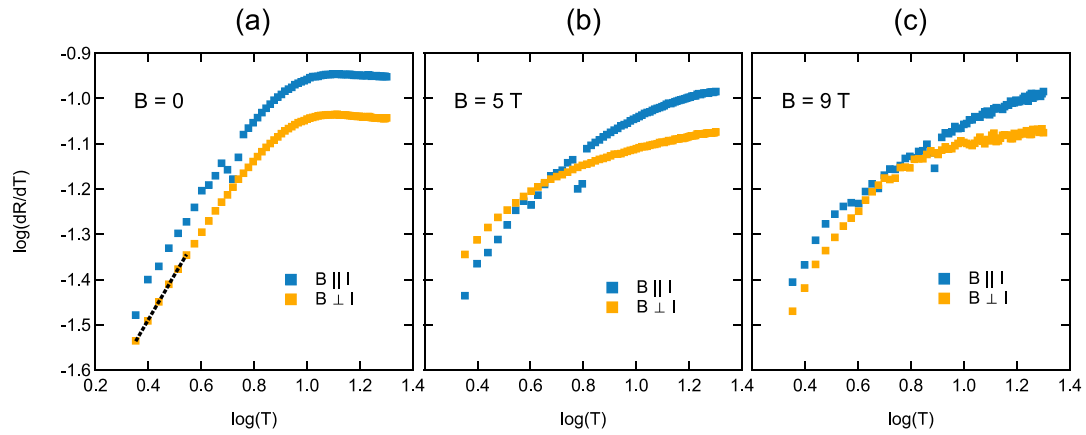 (a) (b) (c)
-0.9
-1.0
-1.1
-1.2
-1.3
-1.4
-1.5
-1.6
log(dR/dT)
B = 0
B || I
B ⊥ I
0.2 0.4 0.6 0.8 1.0 1.2 1.4
log(T)
B = 5 T
B || I
B ⊥ I
0.4 0.6 0.8 1.0 1.2 1.4
log(T)
B = 9 T
B || I
B ⊥ I
0.4 0.6 0.8 1.0 1.2 1.4
log(T)